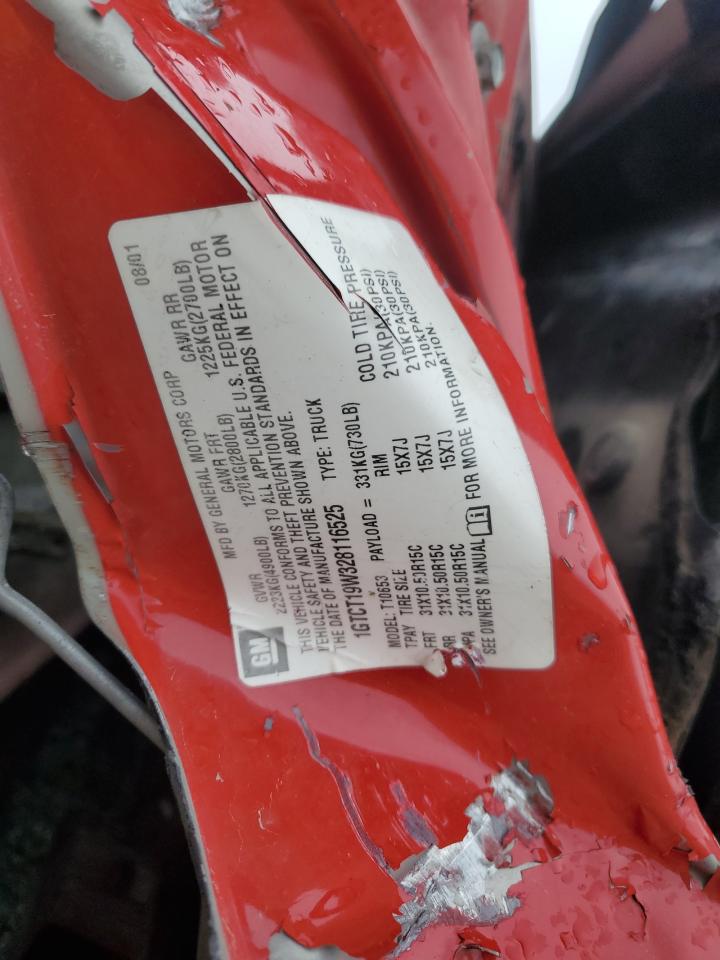 MFD BY GENERAL MOTORS CORP 08/01
GVWR GAWR FRT GAWR RR
2223KG(4900LB) 1270KG(2800LB) 1225KG(2700LB)
THIS VEHICLE CONFORMS TO ALL APPLICABLE U.S. FEDERAL MOTOR
VEHICLE SAFETY AND THEFT PREVENTION STANDARDS IN EFFECT ON
THE DATE OF MANUFACTURE SHOWN ABOVE.
GM
1GTCT19W328116525 TYPE: TRUCK
MODEL: T10653 PAYLOAD = 331KG(730LB)
TPAY TIRE SIZE RIM COLD TIRE PRESSURE
FRT 31X10.50R15C 15X7J 210KPA(30PSI)
RR 31X10.50R15C 15X7J 210KPA(30PSI)
PA 31X10.50R15C 15X7J 210KPA(30PSI)
SEE OWNER'S MANUAL FOR MORE INFORMATION.